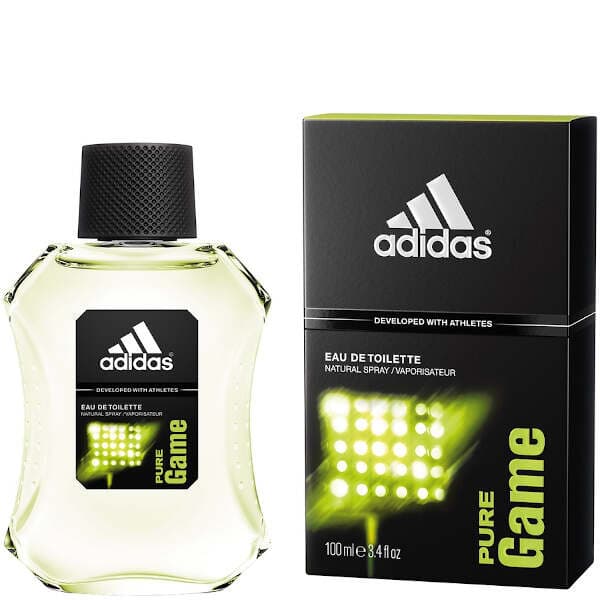 adidas®
DEVELOPED WITH ATHLETES
EAU DE TOILETTE
NATURAL SPRAY/VAPORISATEUR
PURE
Game
adidas®
DEVELOPED WITH ATHLETES
EAU DE TOILETTE
NATURAL SPRAY/VAPORISATEUR
PURE
Game
100 ml e 3.4 fl oz